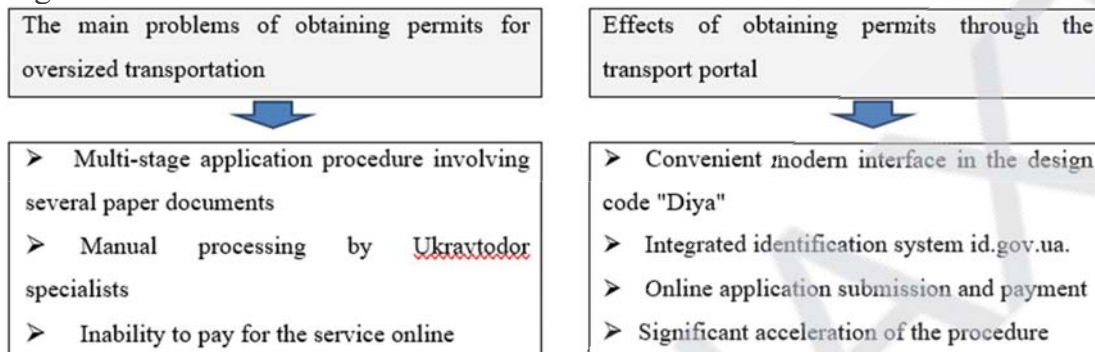 The main problems of obtaining permits for
oversized transportation
➤ Multi-stage application procedure involving
several paper documents
➤ Manual processing by Ukravtodor
specialists
➤ Inability to pay for the service online
Effects of obtaining permits through the
transport portal
➤ Convenient modern interface in the design
code "Diya"
➤ Integrated identification system id.gov.ua.
➤ Online application submission and payment
➤ Significant acceleration of the procedure